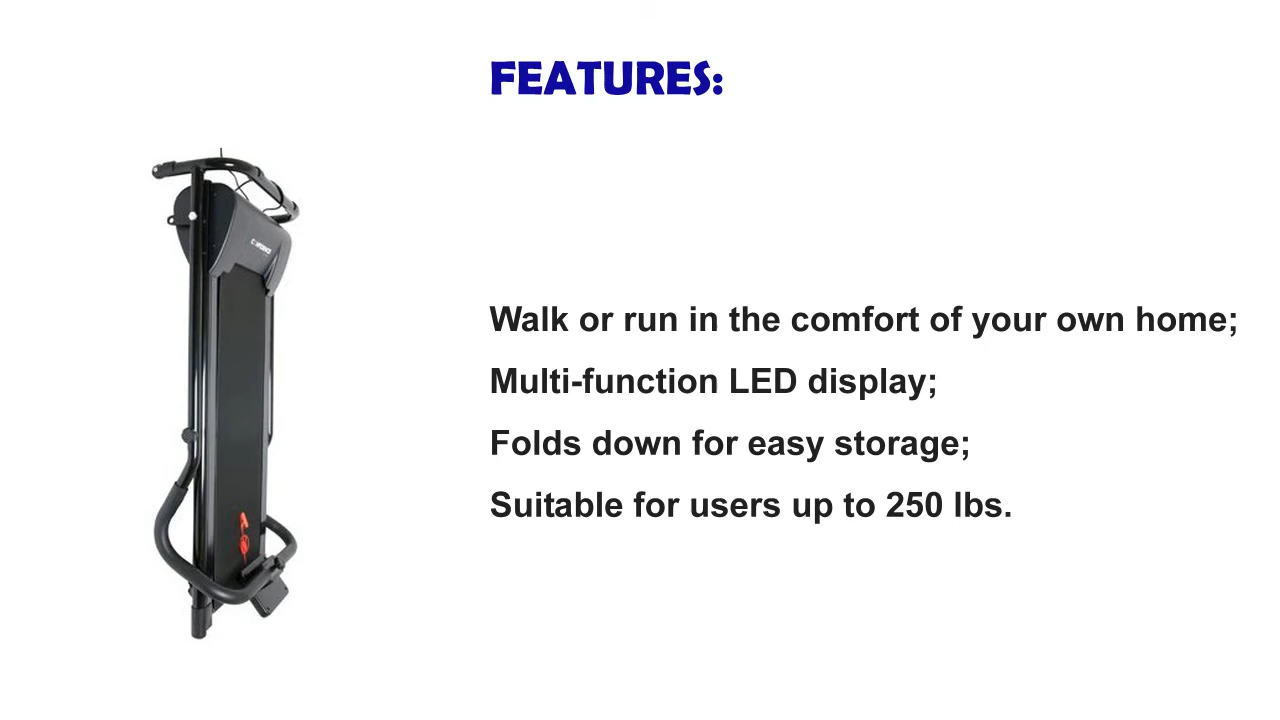 FEATURES:
Walk or run in the comfort of your own home;
Multi-function LED display;
Folds down for easy storage;
Suitable for users up to 250 lbs.